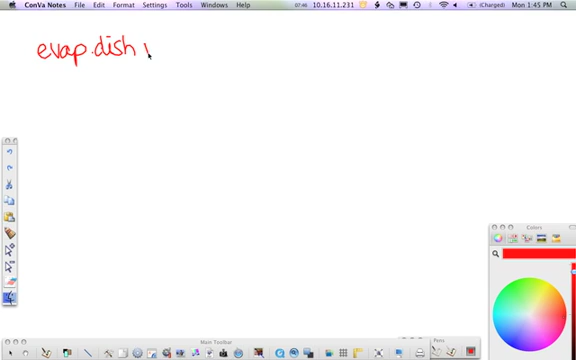 ConVa Notes File Edit Format Settings Tools Windows Help 07:46 10.16.11.231 (Charged) Mon 1:45 PM
evap.dish
Colors
Main Toolbar
Pens